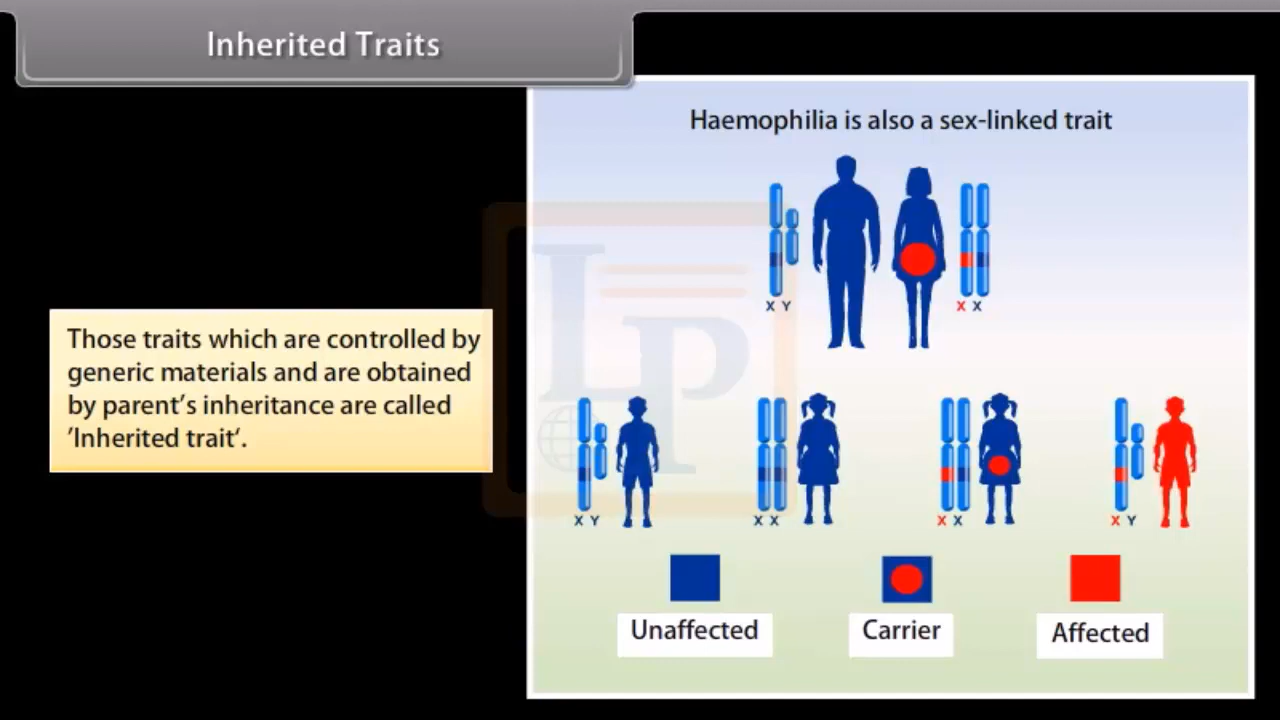 Inherited Traits
Haemophilia is also a sex-linked trait
X Y
X X
Those traits which are controlled by
generic materials and are obtained
by parent's inheritance are called
'Inherited trait'.
LP
X Y
X X
X X
X Y
Unaffected
Carrier
Affected